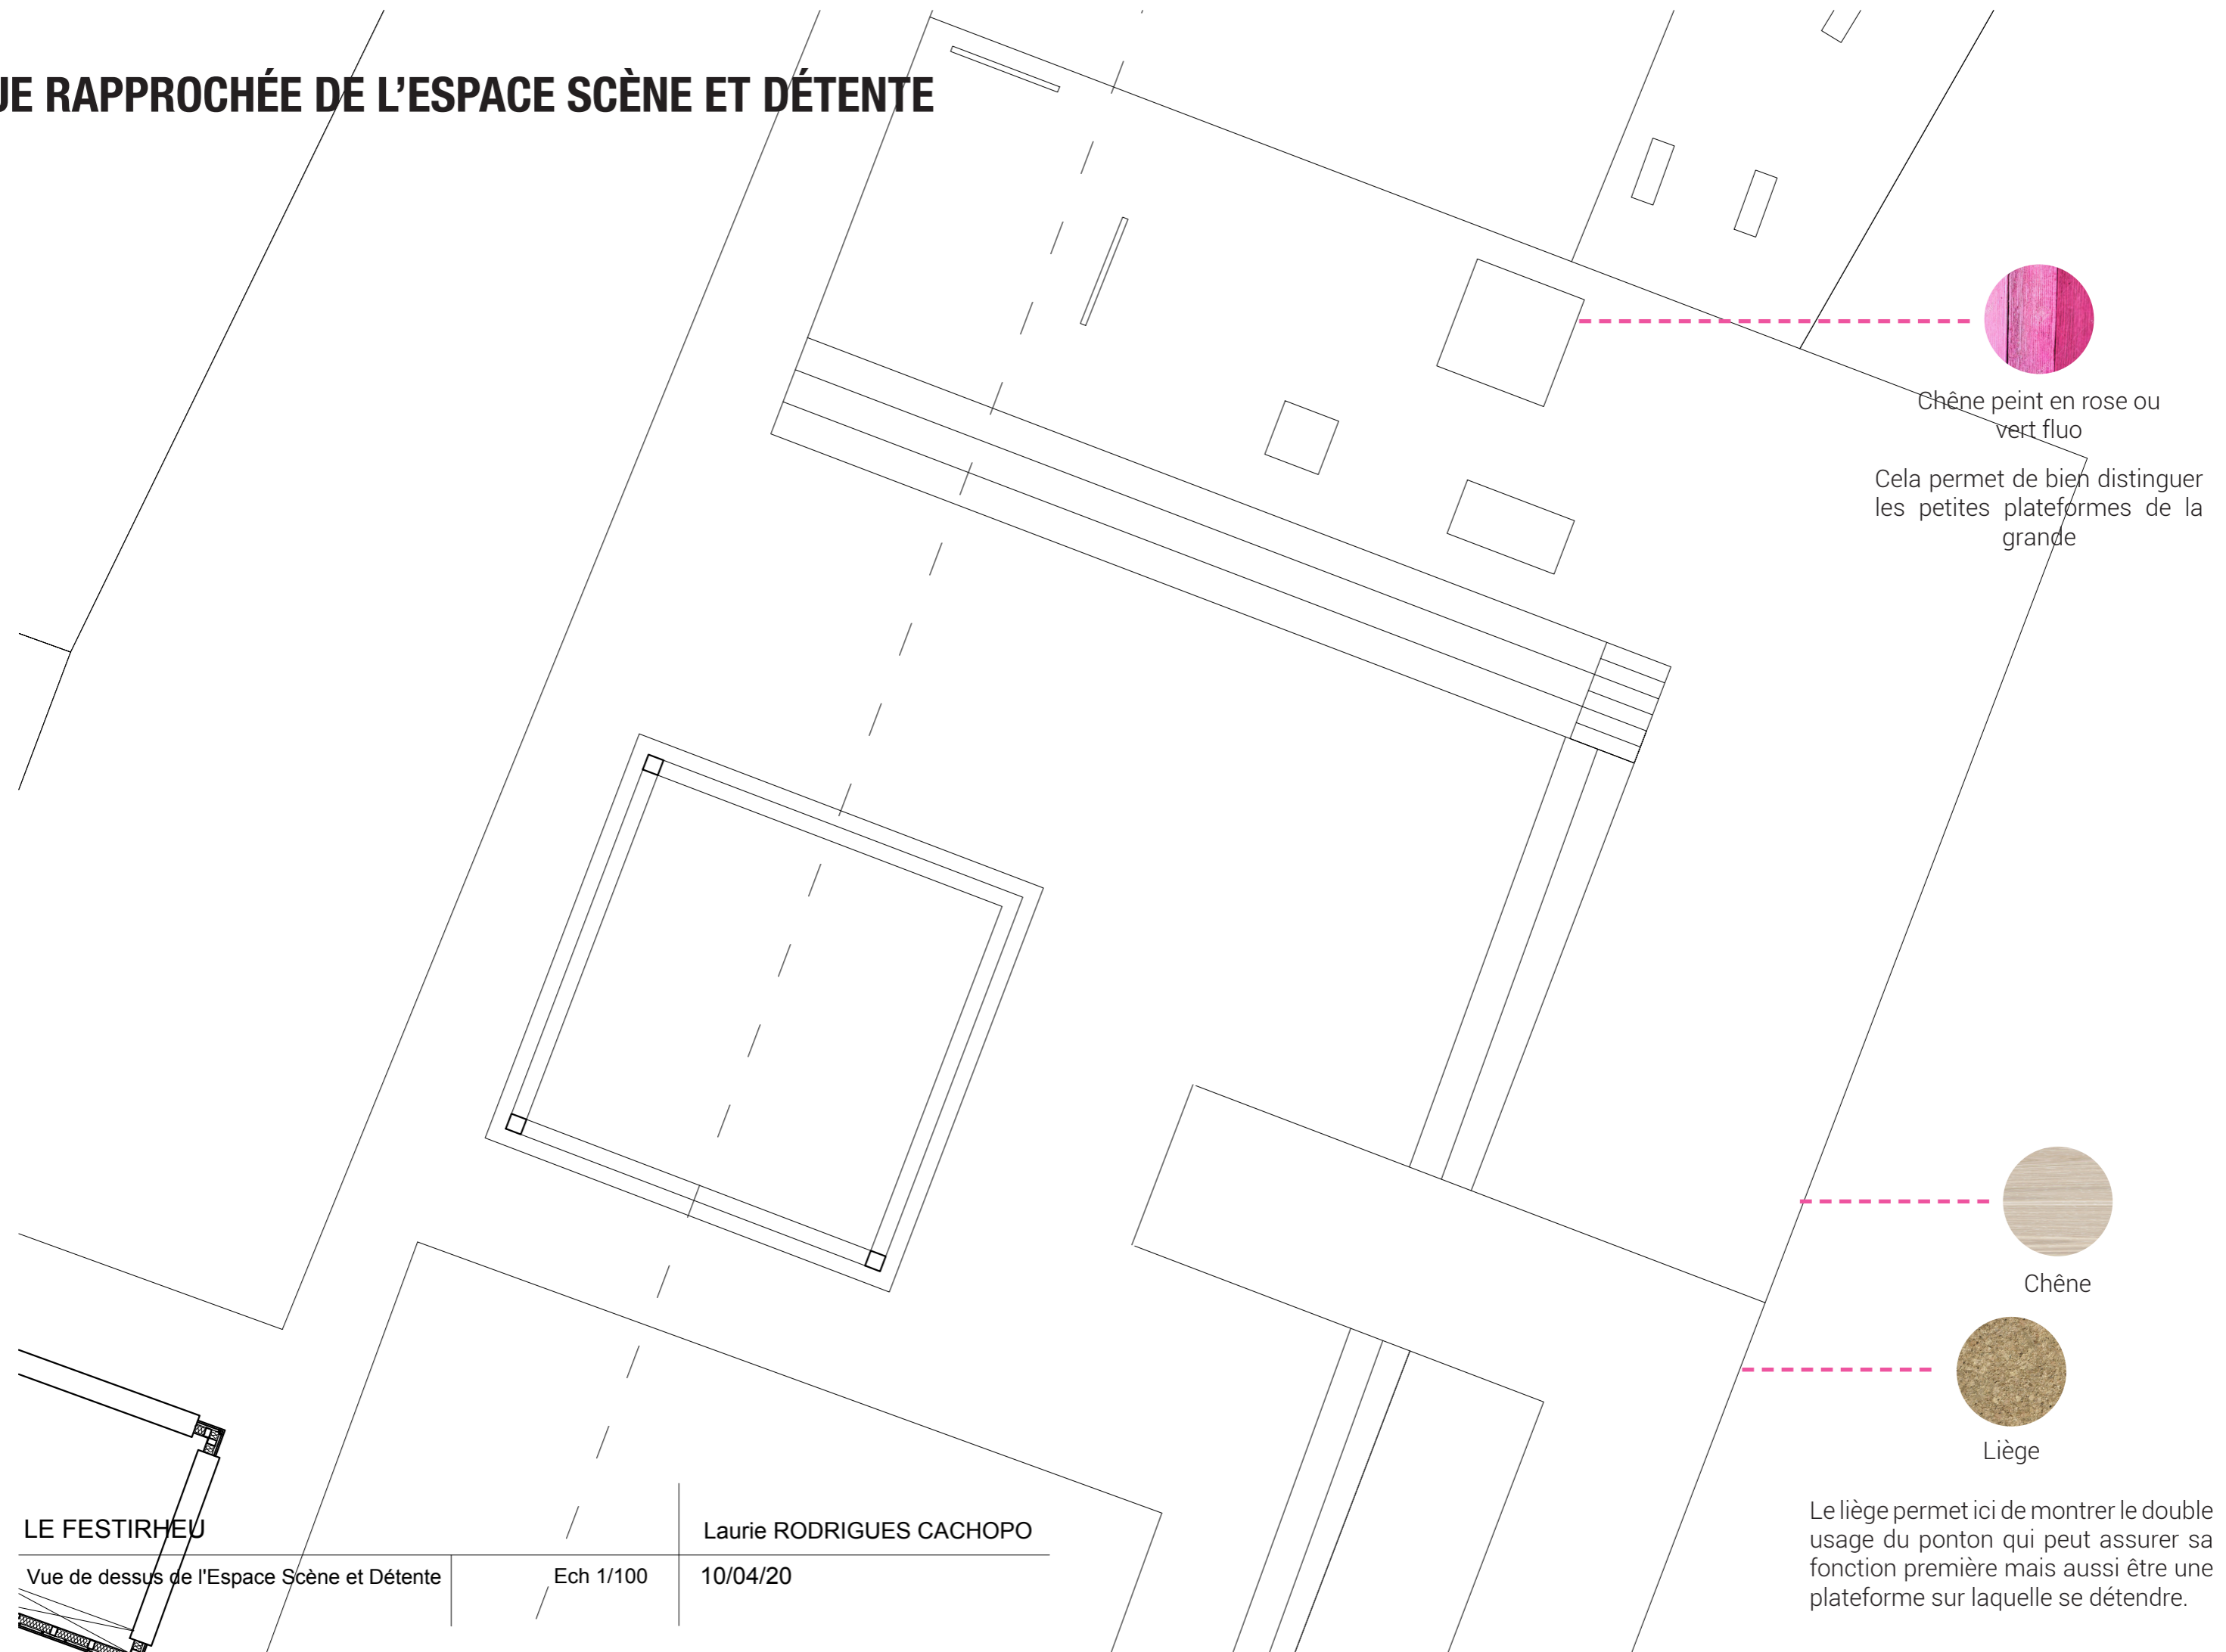 UE RAPPROCHÉE DE L'ESPACE SCÈNE ET DÉTENTE
Chêne peint en rose ou
vert fluo
Cela permet de bien distinguer
les petites plateformes de la
grande
Chêne
Liège
Le liège permet ici de montrer le double
usage du ponton qui peut assurer sa
fonction première mais aussi être une
plateforme sur laquelle se détendre.
LE FESTIRHEU
Laurie RODRIGUES CACHOPO
Vue de dessus de l'Espace Scène et Détente
Ech 1/100
10/04/20